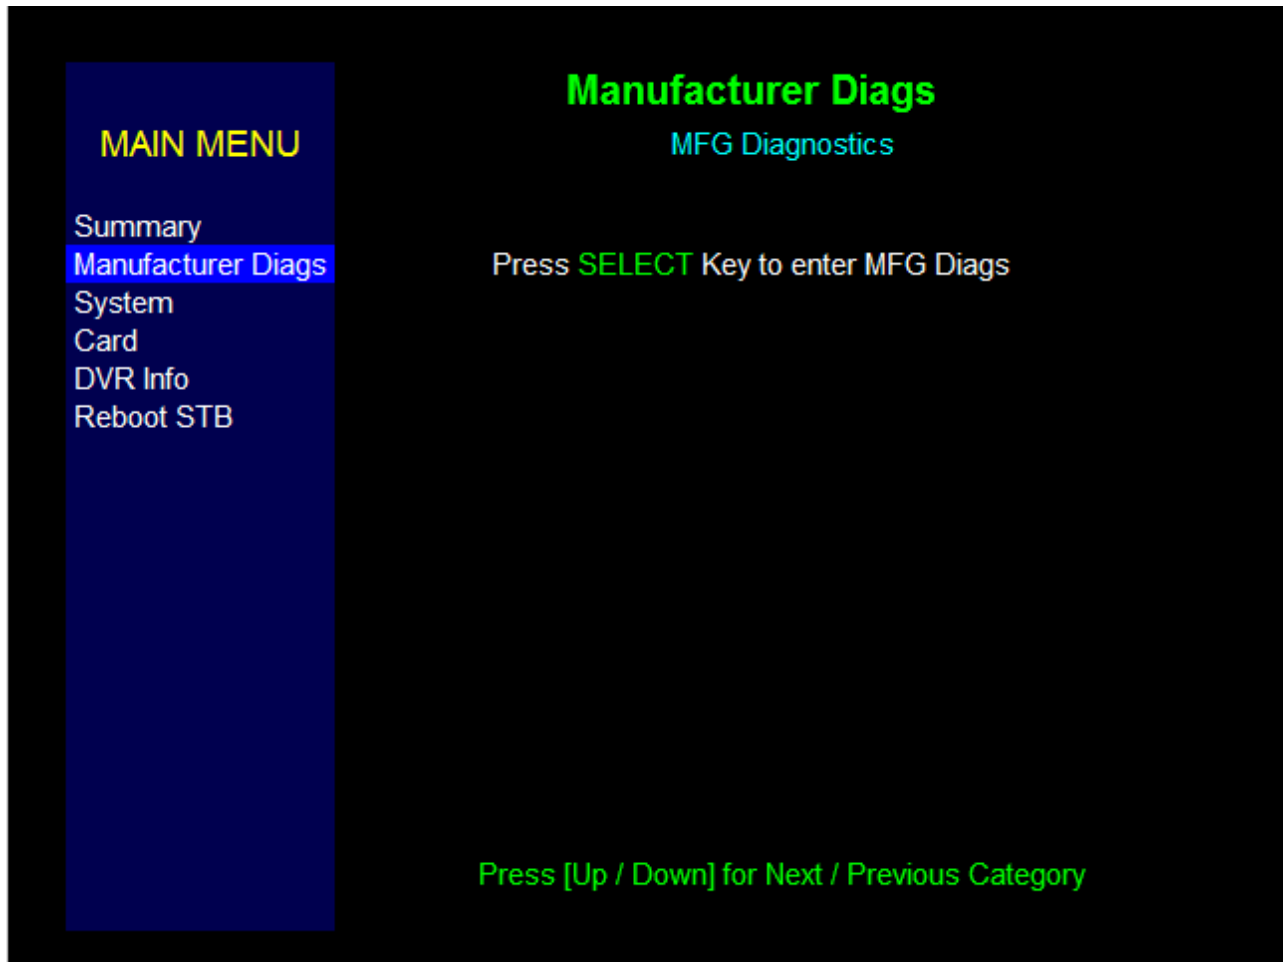 MAIN MENU
Summary
Manufacturer Diags
System
Card
DVR Info
Reboot STB
Manufacturer Diags
MFG Diagnostics
Press SELECT Key to enter MFG Diags
Press [Up / Down] for Next / Previous Category